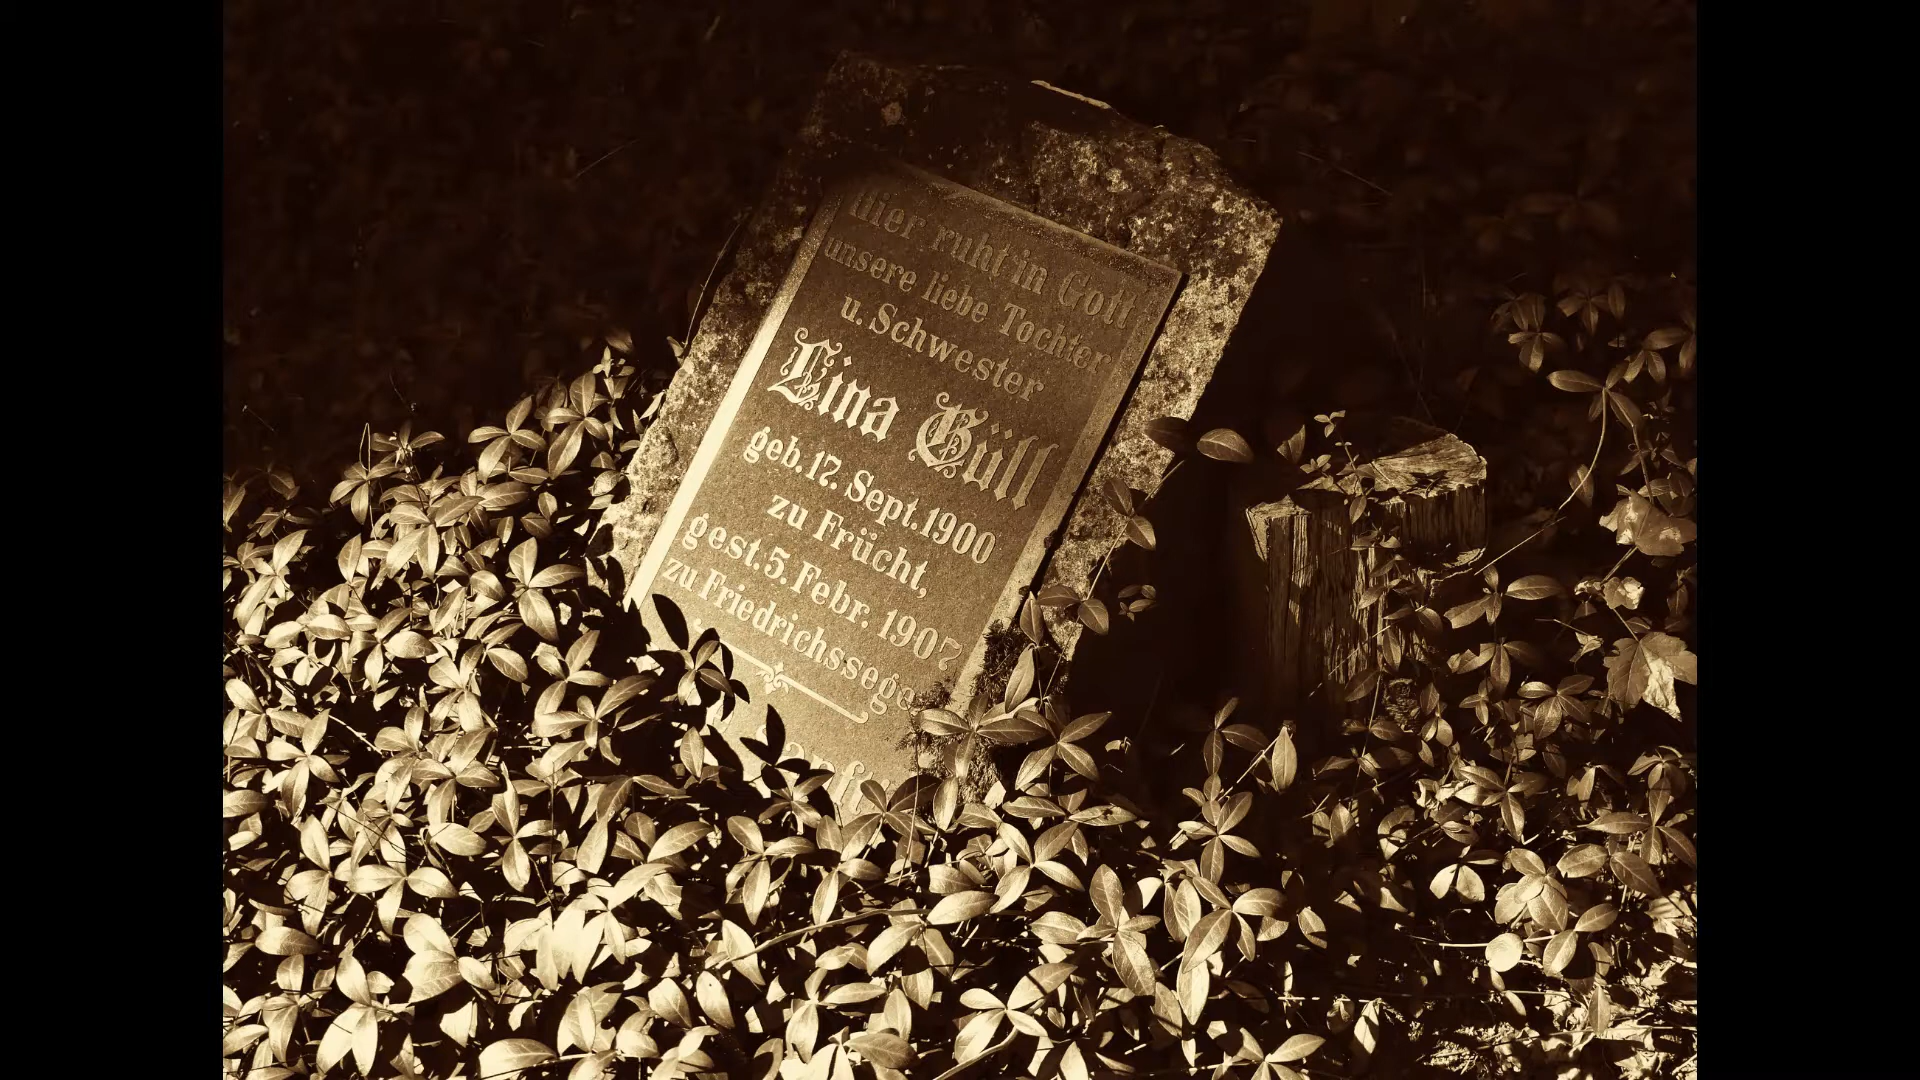 Hier ruht in Gott
unsere liebe Tochter
u. Schwester
Lina Güll
geb. 17. Sept. 1900
zu Frücht,
gest. 5. Febr. 1907
zu Friedrichssege